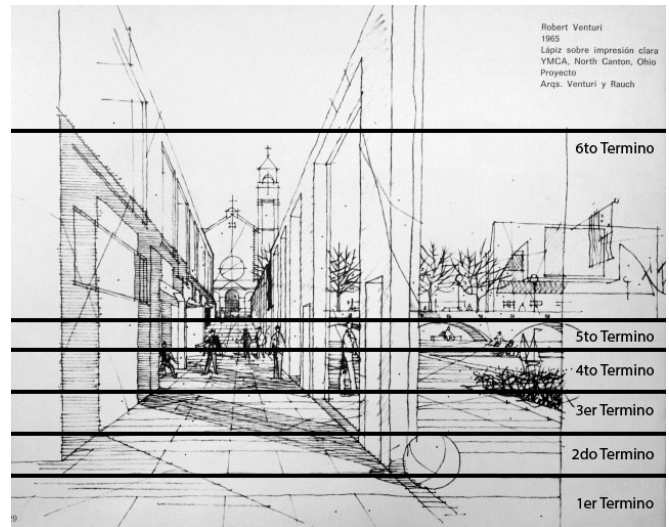 Robert Venturi
1965
Lápiz sobre impresión clara
YMCA, North Canton, Ohio
Proyecto
Arqs. Venturi y Rauch
6to Termino
5to Termino
4to Termino
3er Termino
2do Termino
1er Termino
29